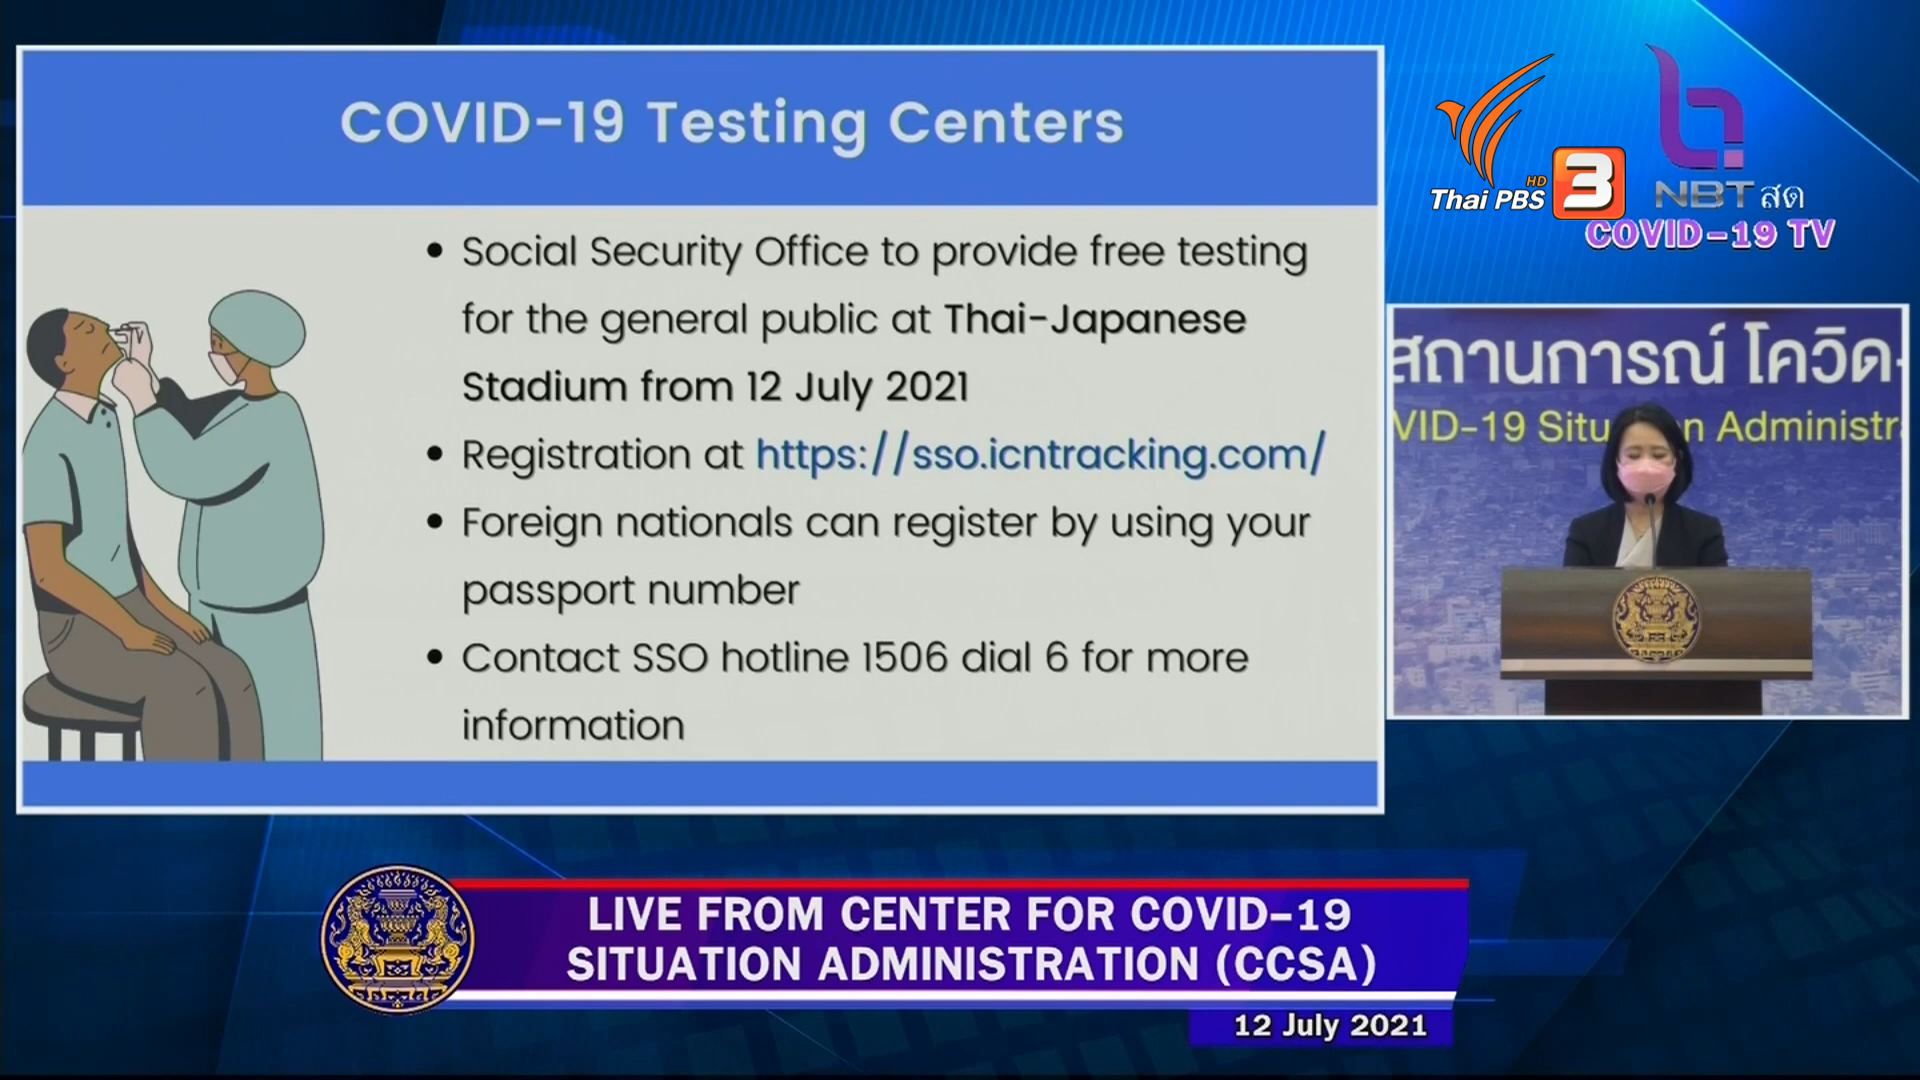 COVID-19 Testing Centers
• Social Security Office to provide free testing
for the general public at Thai-Japanese
Stadium from 12 July 2021
• Registration at https://sso.icntracking.com/
• Foreign nationals can register by using your
passport number
• Contact SSO hotline 1506 dial 6 for more
information
Thai PBS HD 3
NBT สด
COVID-19 TV
สถานการณ์ โควิด-
VID-19 Situ n Administr
LIVE FROM CENTER FOR COVID-19
SITUATION ADMINISTRATION (CCSA)
12 July 2021